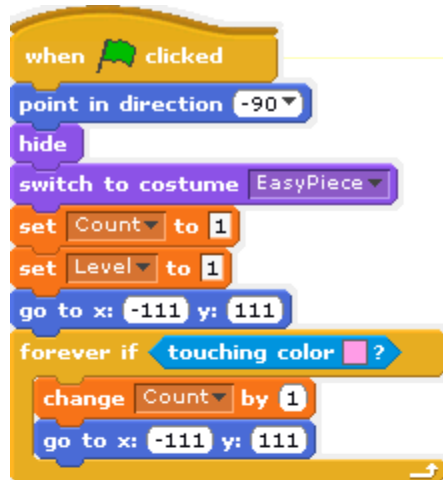 when clicked
point in direction -90
hide
switch to costume EasyPiece
set Count to 1
set Level to 1
go to x: -111 y: 111
forever if touching color ?
change Count by 1
go to x: -111 y: 111